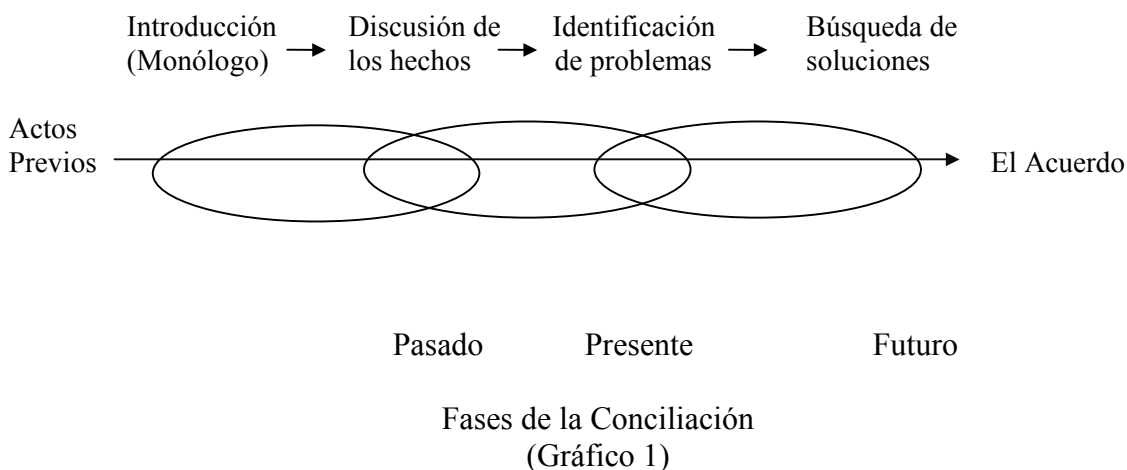 Introducción
(Monólogo)
Discusión de
los hechos
Identificación
de problemas
Búsqueda de
soluciones
Actos
Previos
El Acuerdo
Pasado
Presente
Futuro
Fases de la Conciliación
(Gráfico 1)